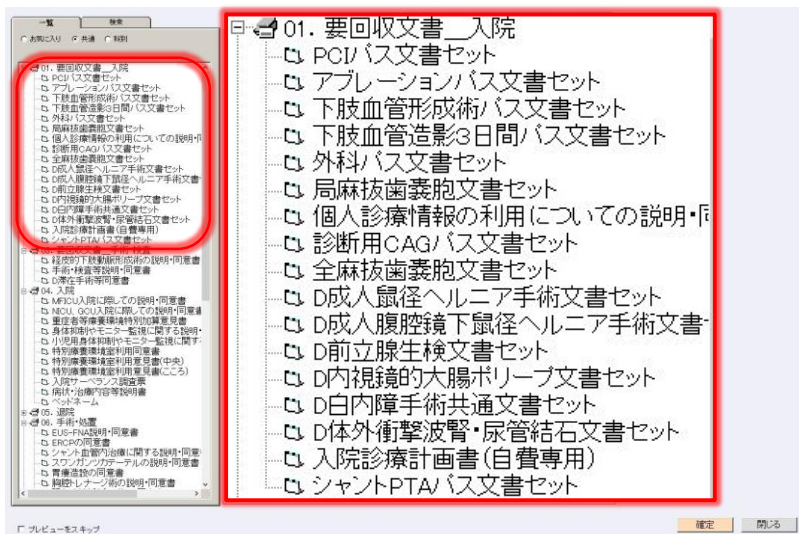 一覧 検索
お気に入り 共通 科別
01. 要回収文書__入院
PCIパス文書セット
アブレーションパス文書セット
下肢血管形成術パス文書セット
下肢血管造影3日間パス文書セット
外科パス文書セット
局麻抜歯嚢胞文書セット
個人診療情報の利用についての説明・同
診断用CAGパス文書セット
全麻抜歯嚢胞文書セット
D成人鼠径ヘルニア手術文書セット
D成人腹腔鏡下鼠径ヘルニア手術文書
D前立腺生検文書セット
D内視鏡的大腸ポリープ文書セット
D白内障手術共通文書セット
D体外衝撃波腎・尿管結石文書セット
入院診療計画書(自費専用)
シャントPTAパス文書セット
03. 要回収文書__手術・検査
経皮的下肢動脈形成術の説明・同意書
手術・検査等説明・同意書
D滞在手術等同意書
04. 入院
MFICU入院に際しての説明・同意書
NICU, GCU入院に際しての説明・同意書
重症者等療養環境特別加算意見書
身体抑制やモニター監視に関する説明・
小児用身体抑制やモニター監視に関する
特別療養環境室利用同意書
特別療養環境室利用意見書(中央)
特別療養環境室利用意見書(こころ)
入院サーベランス調査票
病状・治療内容等説明書
ベッドネーム
05. 退院
06. 手術・処置
EUS-FNA説明・同意書
ERCPの同意書
シャント血管内治療に関する説明・同意
スワンガンツカテーテルの説明・同意書
胃瘻造設の同意書
胸腔ドレナージ術の説明・同意書
プレビューをスキップ
01. 要回収文書__入院
PCIパス文書セット
アブレーションパス文書セット
下肢血管形成術パス文書セット
下肢血管造影3日間パス文書セット
外科パス文書セット
局麻抜歯嚢胞文書セット
個人診療情報の利用についての説明・同
診断用CAGパス文書セット
全麻抜歯嚢胞文書セット
D成人鼠径ヘルニア手術文書セット
D成人腹腔鏡下鼠径ヘルニア手術文書
D前立腺生検文書セット
D内視鏡的大腸ポリープ文書セット
D白内障手術共通文書セット
D体外衝撃波腎・尿管結石文書セット
入院診療計画書(自費専用)
シャントPTAパス文書セット
確定 閉じる